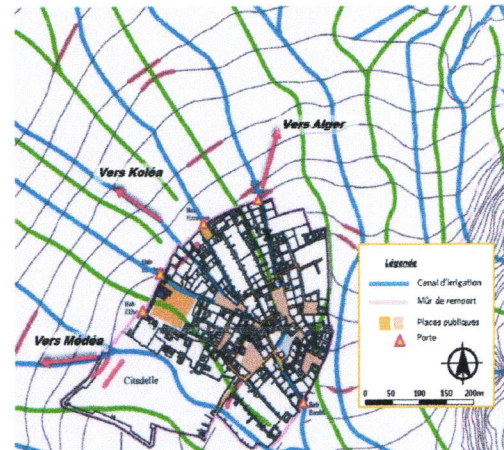 Vers Alger
Vers Koléa
Vers Médéa
Citadelle
Légende
Canal d'irrigation
Mûr de rempart
Places publiques
Porte
0 50 100 150 200m